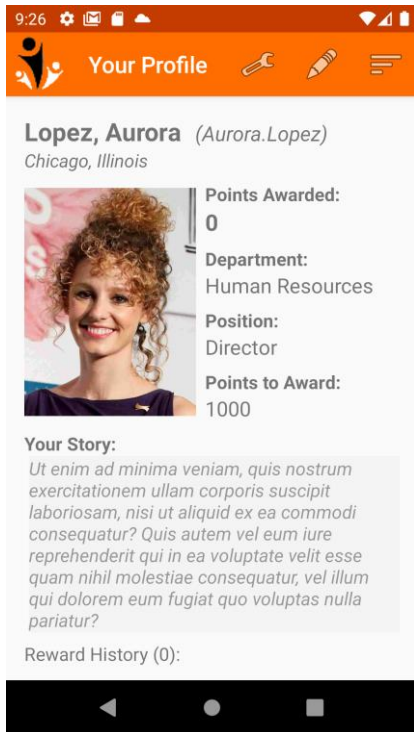 9:26
Your Profile
Lopez, Aurora (Aurora.Lopez)
Chicago, Illinois
Points Awarded:
0
Department:
Human Resources
Position:
Director
Points to Award:
1000
Your Story:
Ut enim ad minima veniam, quis nostrum
exercitationem ullam corporis suscipit
laboriosam, nisi ut aliquid ex ea commodi
consequatur? Quis autem vel eum iure
reprehenderit qui in ea voluptate velit esse
quam nihil molestiae consequatur, vel illum
qui dolorem eum fugiat quo voluptas nulla
pariatur?
Reward History (0):